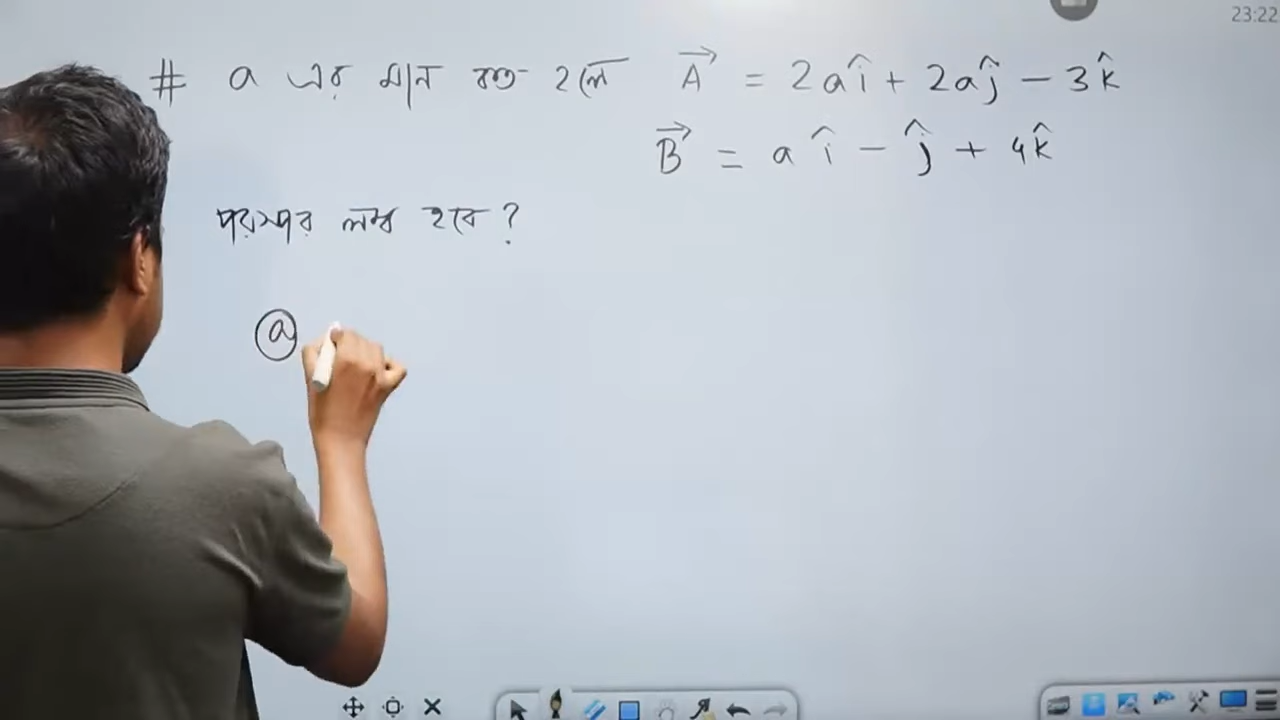 23:22
# a এর মান কত হলে A⃗ = 2aî + 2aĵ − 3k̂
B⃗ = aî − ĵ + 4k̂
পরস্পর লম্ব হবে?
ⓐ